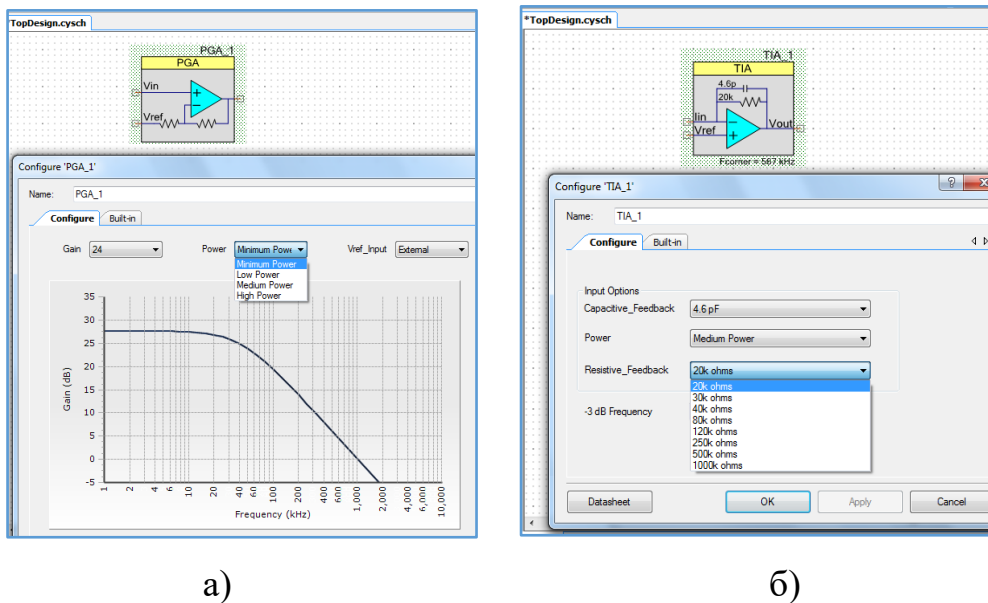 TopDesign.cysch
PGA_1
PGA
Vin
Vref
Configure 'PGA_1'
Name: PGA_1
Configure Built-in
Gain 24 Power Minimum Powe Vref_Input External
Minimum Power
Low Power
Medium Power
High Power
35
30
25
20
15
10
5
0
-5
Gain (dB)
1 2 4 6 10 20 40 60 100 200 400 600 1,000 2,000 4,000 6,000 10,000
Frequency (kHz)
а)
*TopDesign.cysch
TIA_1
TIA
4.6p
20k
Iin
Vref
Vout
Fcorner = 567 kHz
Configure 'TIA_1'
Name: TIA_1
Configure Built-in
Input Options
Capacitive_Feedback 4.6 pF
Power Medium Power
Resistive_Feedback 20k ohms
20k ohms
30k ohms
40k ohms
80k ohms
120k ohms
250k ohms
500k ohms
1000k ohms
-3 dB Frequency
Datasheet OK Apply Cancel
б)